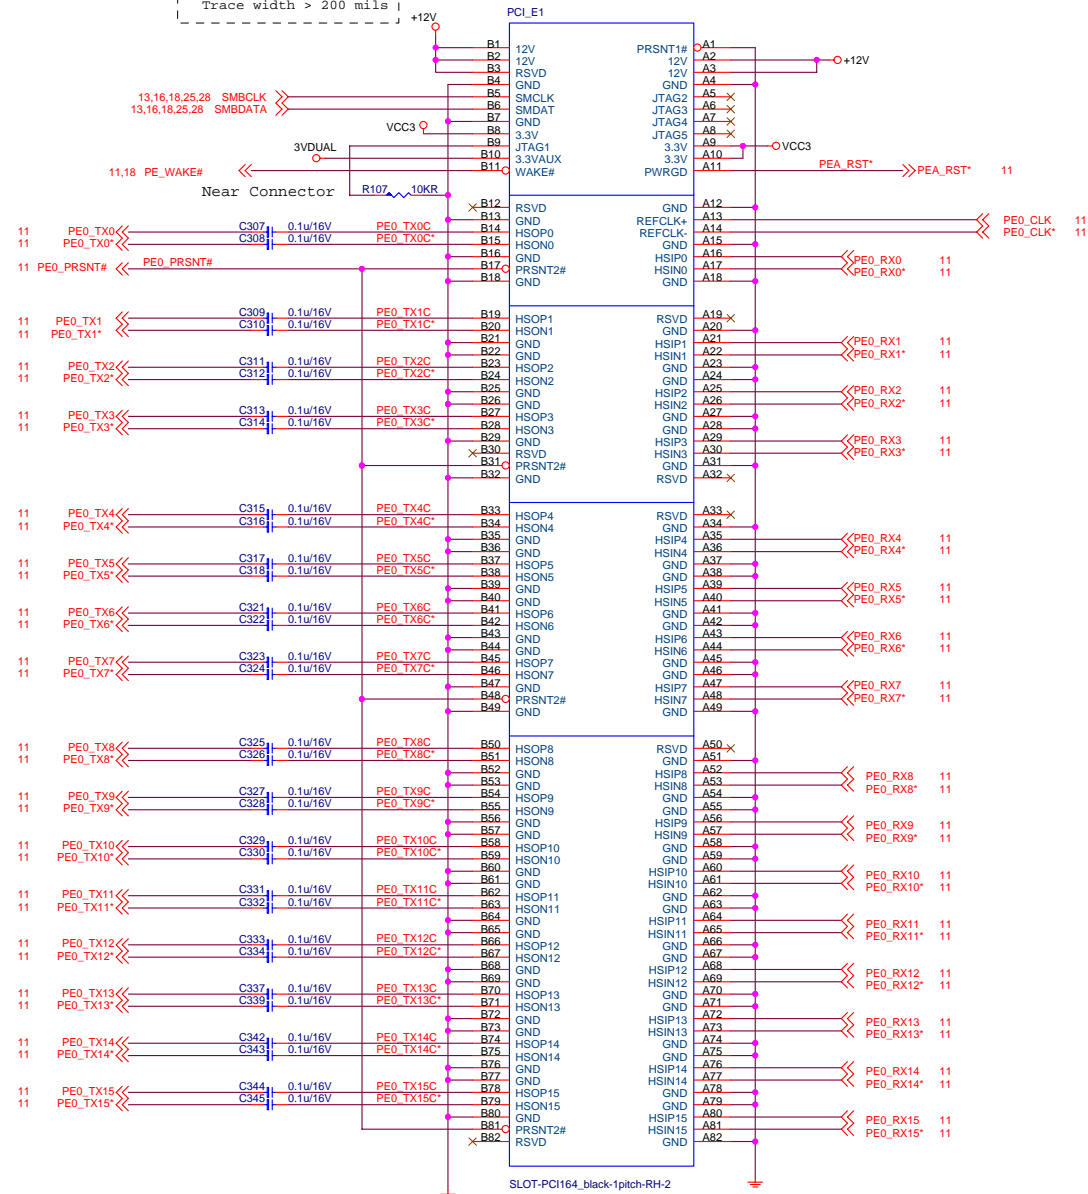 Trace width > 200 mils
+12V
PCI_E1
B1 12V PRSNT1# A1
B2 12V 12V A2 +12V
B3 RSVD 12V A3
B4 GND GND A4
13,16,18,25,28 SMBCLK B5 SMCLK JTAG2 A5
13,16,18,25,28 SMBDATA B6 SMDAT JTAG3 A6
B7 GND JTAG4 A7
VCC3 B8 3.3V JTAG5 A8
B9 JTAG1 3.3V A9 VCC3
3VDUAL B10 3.3VAUX 3.3V A10
11,18 PE_WAKE# B11 WAKE# PWRGD A11 PEA_RST* PEA_RST* 11
Near Connector R107 10KR
B12 RSVD GND A12
B13 GND REFCLK+ A13 PE0_CLK 11
11 PE0_TX0 C307 0.1u/16V PE0_TX0C B14 HSOP0 REFCLK- A14 PE0_CLK* 11
11 PE0_TX0* C308 0.1u/16V PE0_TX0C* B15 HSON0 GND A15
B16 GND HSIP0 A16 PE0_RX0 11
11 PE0_PRSNT# PE0_PRSNT# B17 PRSNT2# HSIN0 A17 PE0_RX0* 11
B18 GND GND A18
11 PE0_TX1 C309 0.1u/16V PE0_TX1C B19 HSOP1 RSVD A19
11 PE0_TX1* C310 0.1u/16V PE0_TX1C* B20 HSON1 GND A20
B21 GND HSIP1 A21 PE0_RX1 11
B22 GND HSIN1 A22 PE0_RX1* 11
11 PE0_TX2 C311 0.1u/16V PE0_TX2C B23 HSOP2 GND A23
11 PE0_TX2* C312 0.1u/16V PE0_TX2C* B24 HSON2 GND A24
B25 GND HSIP2 A25 PE0_RX2 11
B26 GND HSIN2 A26 PE0_RX2* 11
11 PE0_TX3 C313 0.1u/16V PE0_TX3C B27 HSOP3 GND A27
11 PE0_TX3* C314 0.1u/16V PE0_TX3C* B28 HSON3 GND A28
B29 GND HSIP3 A29 PE0_RX3 11
B30 RSVD HSIN3 A30 PE0_RX3* 11
B31 PRSNT2# GND A31
B32 GND RSVD A32
11 PE0_TX4 C315 0.1u/16V PE0_TX4C B33 HSOP4 RSVD A33
11 PE0_TX4* C316 0.1u/16V PE0_TX4C* B34 HSON4 GND A34
B35 GND HSIP4 A35 PE0_RX4 11
B36 GND HSIN4 A36 PE0_RX4* 11
11 PE0_TX5 C317 0.1u/16V PE0_TX5C B37 HSOP5 GND A37
11 PE0_TX5* C318 0.1u/16V PE0_TX5C* B38 HSON5 GND A38
B39 GND HSIP5 A39 PE0_RX5 11
B40 GND HSIN5 A40 PE0_RX5* 11
11 PE0_TX6 C321 0.1u/16V PE0_TX6C B41 HSOP6 GND A41
11 PE0_TX6* C322 0.1u/16V PE0_TX6C* B42 HSON6 GND A42
B43 GND HSIP6 A43 PE0_RX6 11
B44 GND HSIN6 A44 PE0_RX6* 11
11 PE0_TX7 C323 0.1u/16V PE0_TX7C B45 HSOP7 GND A45
11 PE0_TX7* C324 0.1u/16V PE0_TX7C* B46 HSON7 GND A46
B47 GND HSIP7 A47 PE0_RX7 11
B48 PRSNT2# HSIN7 A48 PE0_RX7* 11
B49 GND GND A49
11 PE0_TX8 C325 0.1u/16V PE0_TX8C B50 HSOP8 RSVD A50
11 PE0_TX8* C326 0.1u/16V PE0_TX8C* B51 HSON8 GND A51
B52 GND HSIP8 A52 PE0_RX8 11
B53 GND HSIN8 A53 PE0_RX8* 11
11 PE0_TX9 C327 0.1u/16V PE0_TX9C B54 HSOP9 GND A54
11 PE0_TX9* C328 0.1u/16V PE0_TX9C* B55 HSON9 GND A55
B56 GND HSIP9 A56 PE0_RX9 11
B57 GND HSIN9 A57 PE0_RX9* 11
11 PE0_TX10 C329 0.1u/16V PE0_TX10C B58 HSOP10 GND A58
11 PE0_TX10* C330 0.1u/16V PE0_TX10C* B59 HSON10 GND A59
B60 GND HSIP10 A60 PE0_RX10 11
B61 GND HSIN10 A61 PE0_RX10* 11
11 PE0_TX11 C331 0.1u/16V PE0_TX11C B62 HSOP11 GND A62
11 PE0_TX11* C332 0.1u/16V PE0_TX11C* B63 HSON11 GND A63
B64 GND HSIP11 A64 PE0_RX11 11
B65 GND HSIN11 A65 PE0_RX11* 11
11 PE0_TX12 C333 0.1u/16V PE0_TX12C B66 HSOP12 GND A66
11 PE0_TX12* C334 0.1u/16V PE0_TX12C* B67 HSON12 GND A67
B68 GND HSIP12 A68 PE0_RX12 11
B69 GND HSIN12 A69 PE0_RX12* 11
11 PE0_TX13 C337 0.1u/16V PE0_TX13C B70 HSOP13 GND A70
11 PE0_TX13* C339 0.1u/16V PE0_TX13C* B71 HSON13 GND A71
B72 GND HSIP13 A72 PE0_RX13 11
B73 GND HSIN13 A73 PE0_RX13* 11
11 PE0_TX14 C342 0.1u/16V PE0_TX14C B74 HSOP14 GND A74
11 PE0_TX14* C343 0.1u/16V PE0_TX14C* B75 HSON14 GND A75
B76 GND HSIP14 A76 PE0_RX14 11
B77 GND HSIN14 A77 PE0_RX14* 11
11 PE0_TX15 C344 0.1u/16V PE0_TX15C B78 HSOP15 GND A78
11 PE0_TX15* C345 0.1u/16V PE0_TX15C* B79 HSON15 GND A79
B80 GND HSIP15 A80 PE0_RX15 11
B81 PRSNT2# HSIN15 A81 PE0_RX15* 11
B82 RSVD GND A82
SLOT-PCI164_black-1pitch-RH-2